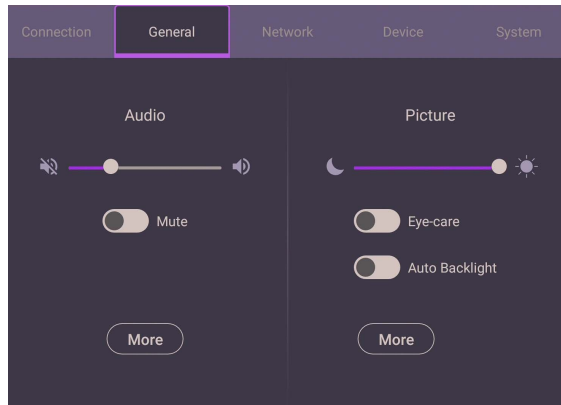 Connection General Network Device System
Audio
Mute
More
Picture
Eye-care
Auto Backlight
More